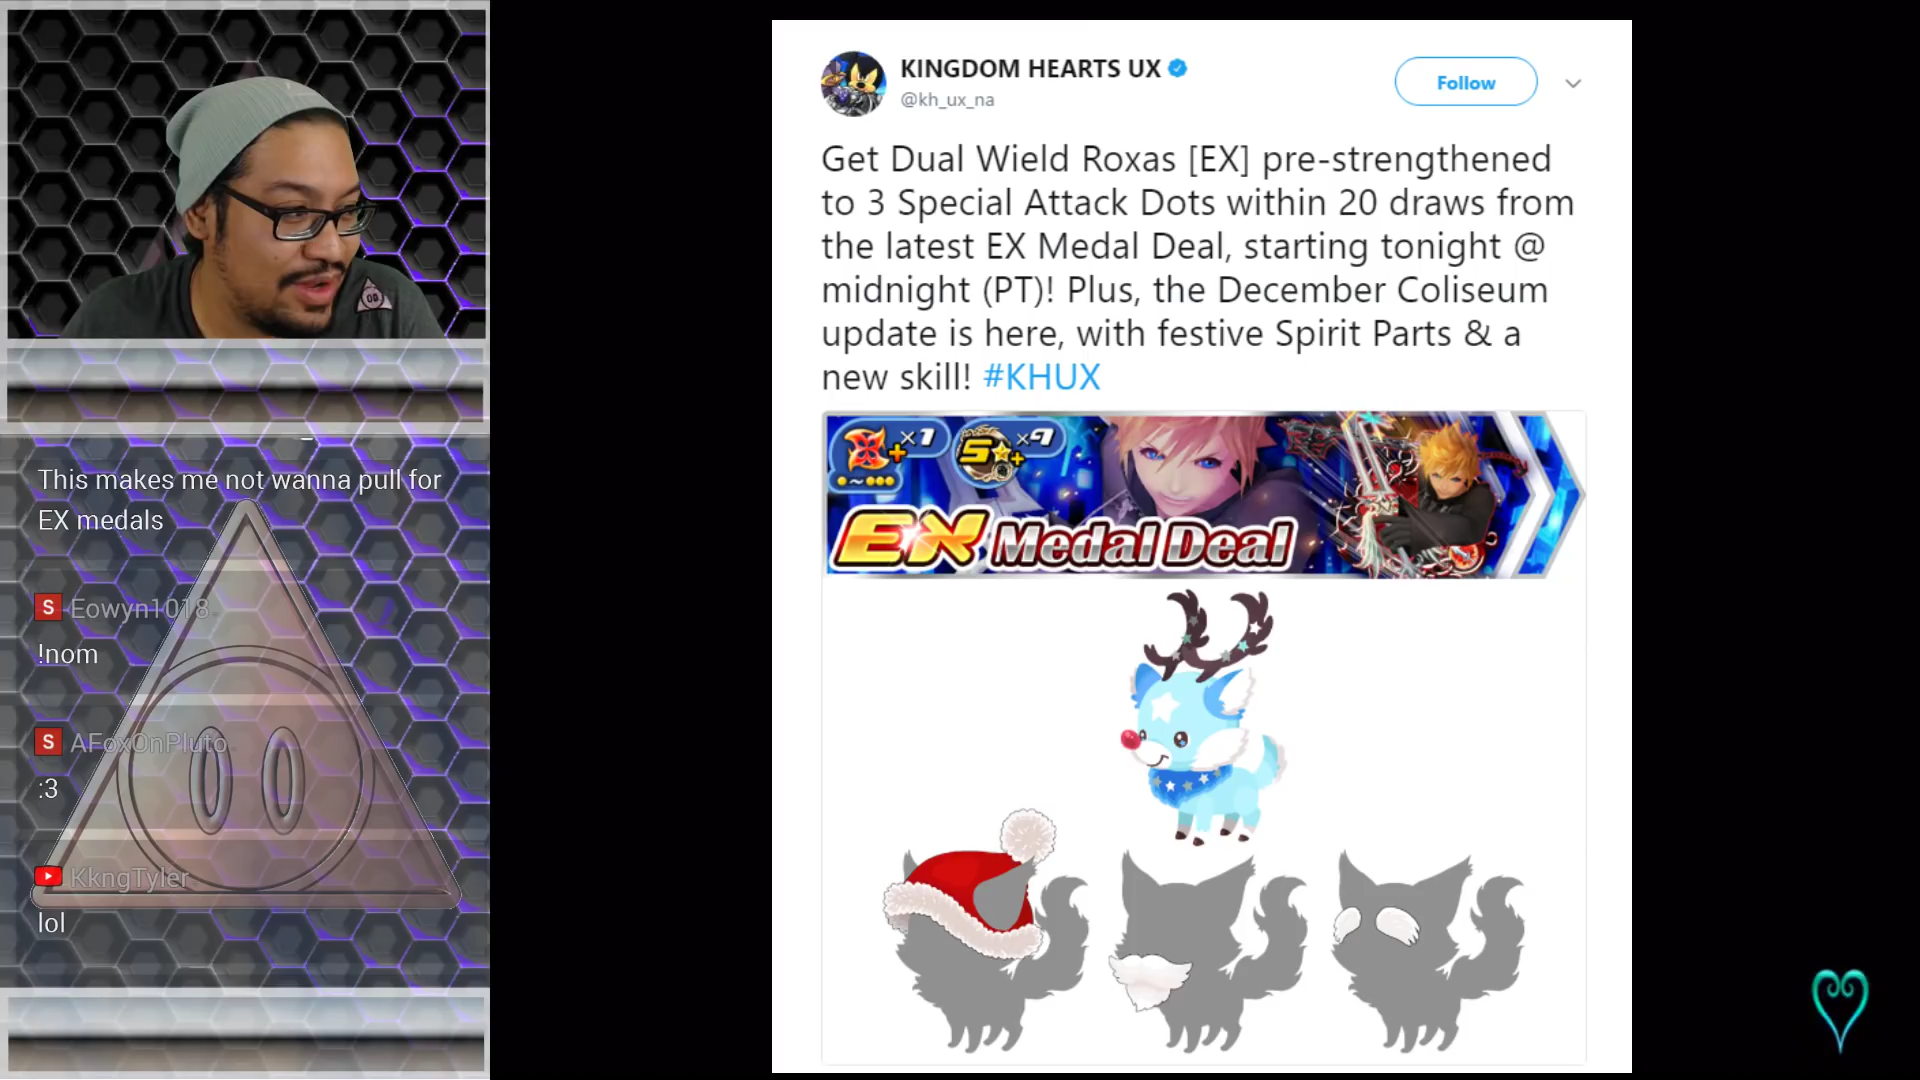 KINGDOM HEARTS UX
@kh_ux_na
Follow
Get Dual Wield Roxas [EX] pre-strengthened
to 3 Special Attack Dots within 20 draws from
the latest EX Medal Deal, starting tonight @
midnight (PT)! Plus, the December Coliseum
update is here, with festive Spirit Parts & a
new skill! #KHUX
+ ×1
5 + ×9
EX Medal Deal
This makes me not wanna pull for
EX medals
S Eowyn1018
!nom
S AFoxOnPluto
:3
KkngTyler
lol